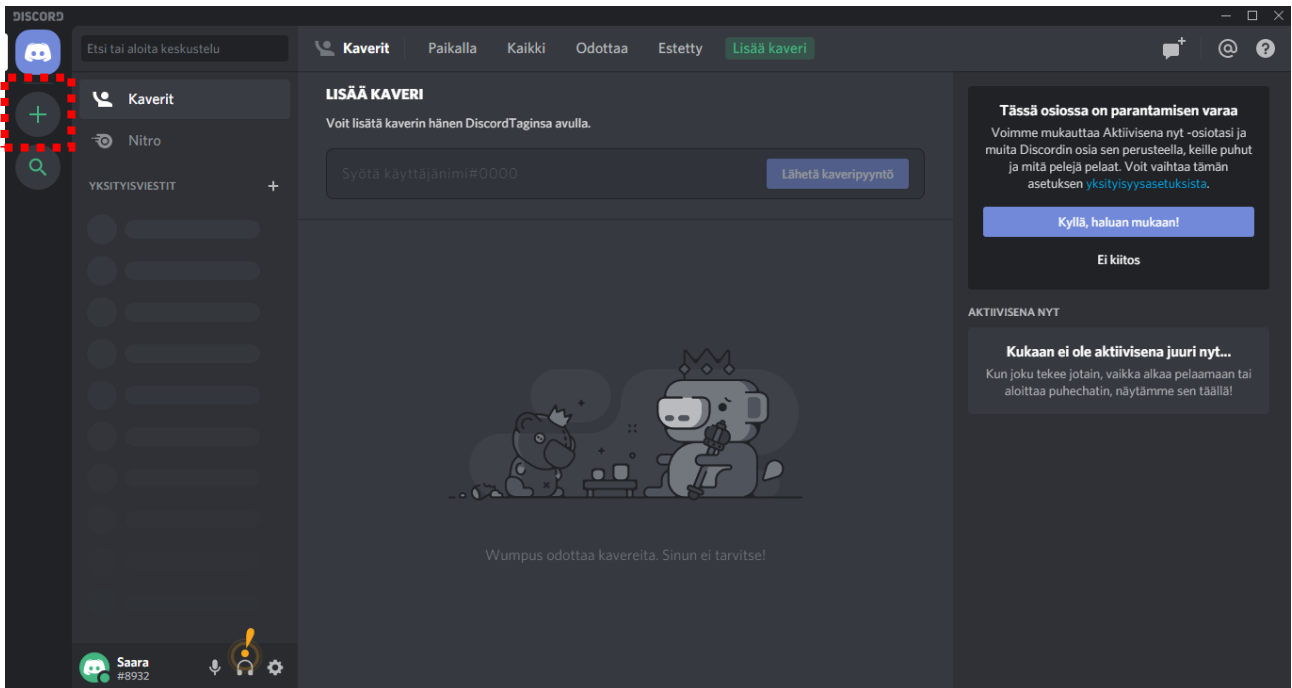 DISCORD
Etsi tai aloita keskustelu
Kaverit
Nitro
YKSITYISVIESTIT
Saara
#8932
Kaverit
Paikalla
Kaikki
Odottaa
Estetty
Lisää kaveri
LISÄÄ KAVERI
Voit lisätä kaverin hänen DiscordTaginsa avulla.
Syötä käyttäjänimi#0000
Lähetä kaveripyyntö
Wumpus odottaa kavereita. Sinun ei tarvitse!
Tässä osiossa on parantamisen varaa
Voimme mukauttaa Aktiivisena nyt -osiotasi ja
muita Discordin osia sen perusteella, keille puhut
ja mitä pelejä pelaat. Voit vaihtaa tämän
asetuksen yksityisyysasetuksista.
Kyllä, haluan mukaan!
Ei kiitos
AKTIIVISENA NYT
Kukaan ei ole aktiivisena juuri nyt...
Kun joku tekee jotain, vaikka alkaa pelaamaan tai
aloittaa puhechatin, näytämme sen täällä!